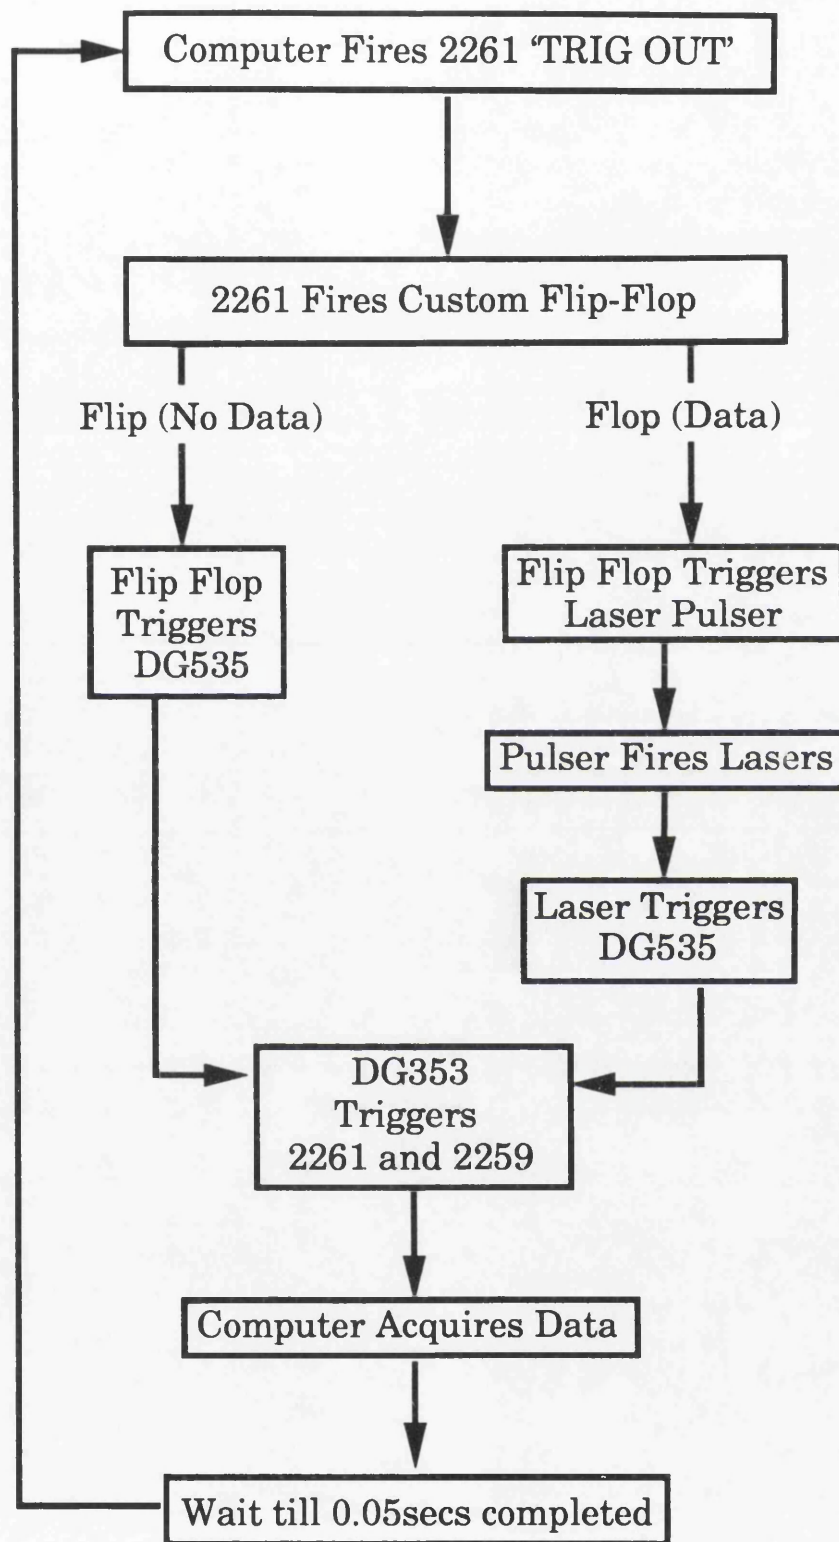 Computer Fires 2261 ‘TRIG OUT’
2261 Fires Custom Flip-Flop
Flip (No Data)
Flop (Data)
Flip Flop
Triggers
DG535
Flip Flop Triggers
Laser Pulser
Pulser Fires Lasers
Laser Triggers
DG535
DG353
Triggers
2261 and 2259
Computer Acquires Data
Wait till 0.05secs completed